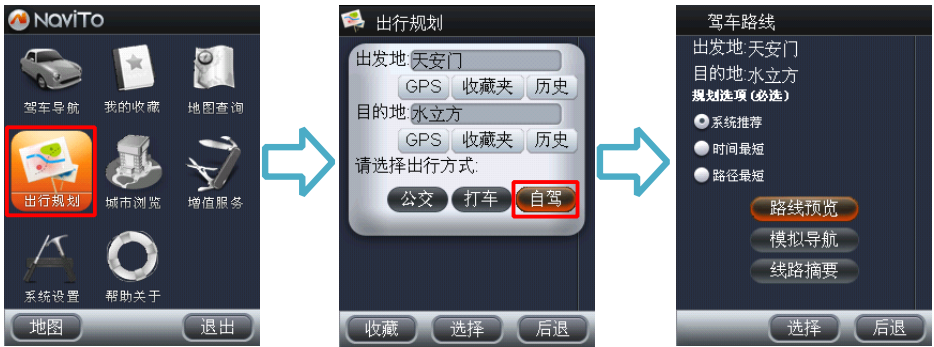 NaviTo
驾车导航 我的收藏 地图查询
出行规划 城市浏览 增值服务
系统设置 帮助关于
地图 退出
出行规划
出发地:天安门
GPS 收藏夹 历史
目的地:水立方
GPS 收藏夹 历史
请选择出行方式:
公交 打车 自驾
收藏 选择 后退
驾车路线
出发地:天安门
目的地:水立方
规划选项(必选)
系统推荐
时间最短
路径最短
路线预览
模拟导航
线路摘要
选择 后退